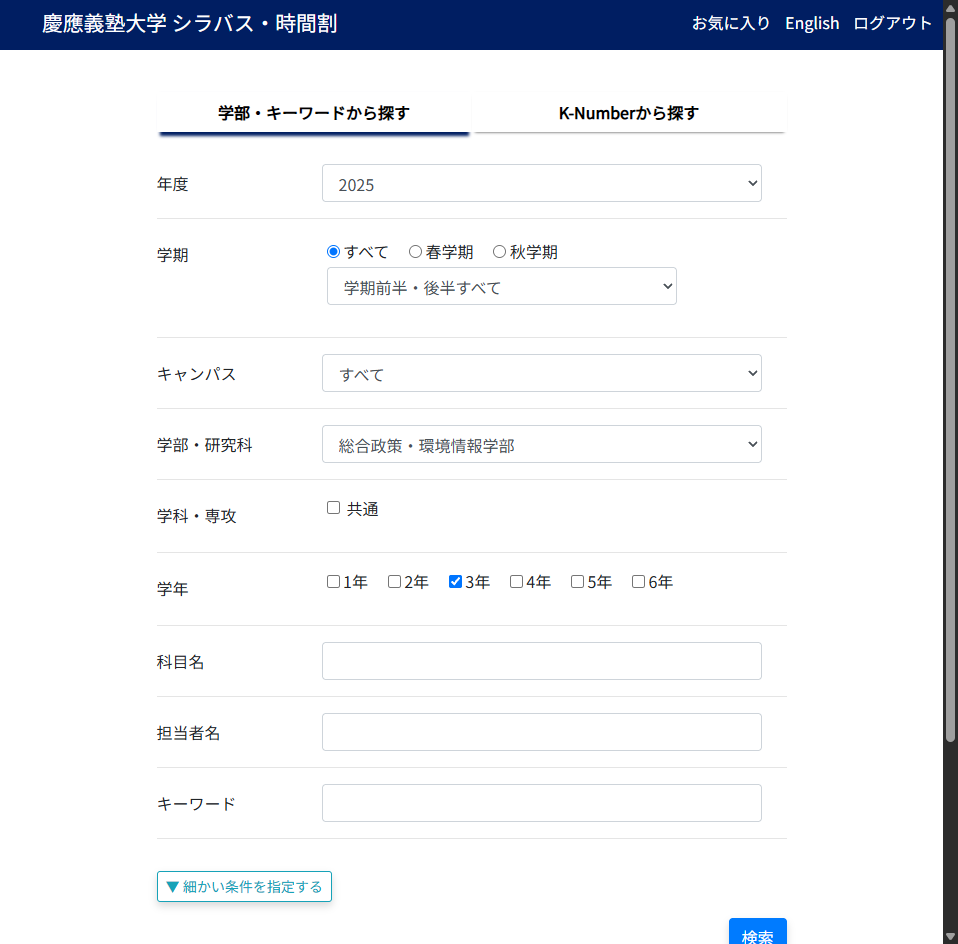 慶應義塾大学 シラバス・時間割 お気に入り English ログアウト
学部・キーワードから探す K-Numberから探す
年度 2025
学期 すべて 春学期 秋学期
学期前半・後半すべて
キャンパス すべて
学部・研究科 総合政策・環境情報学部
学科・専攻 共通
学年 1年 2年 3年 4年 5年 6年
科目名
担当者名
キーワード
▼細かい条件を指定する
検索